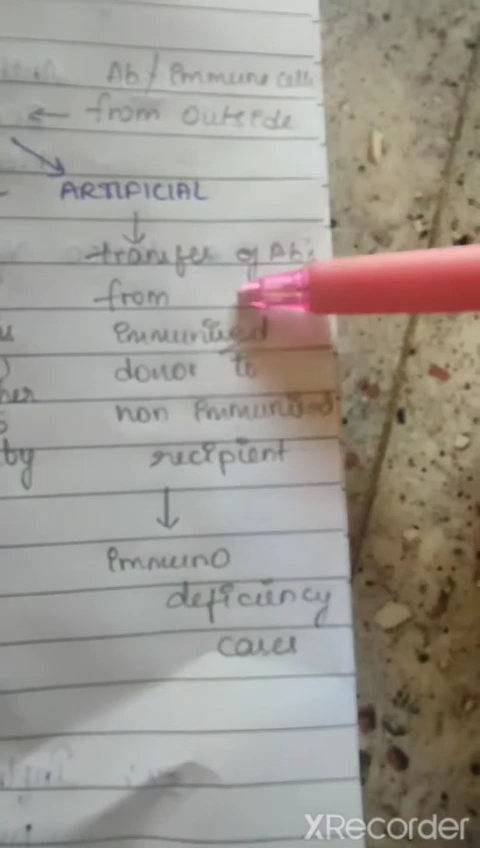 Ab / Immune cells
← from outside
ARTIFICIAL
↓
transfer of Ab's
from
Immunised
donor to
non Immunised
by recipient
↓
Immuno
deficiency
cases
XRecorder